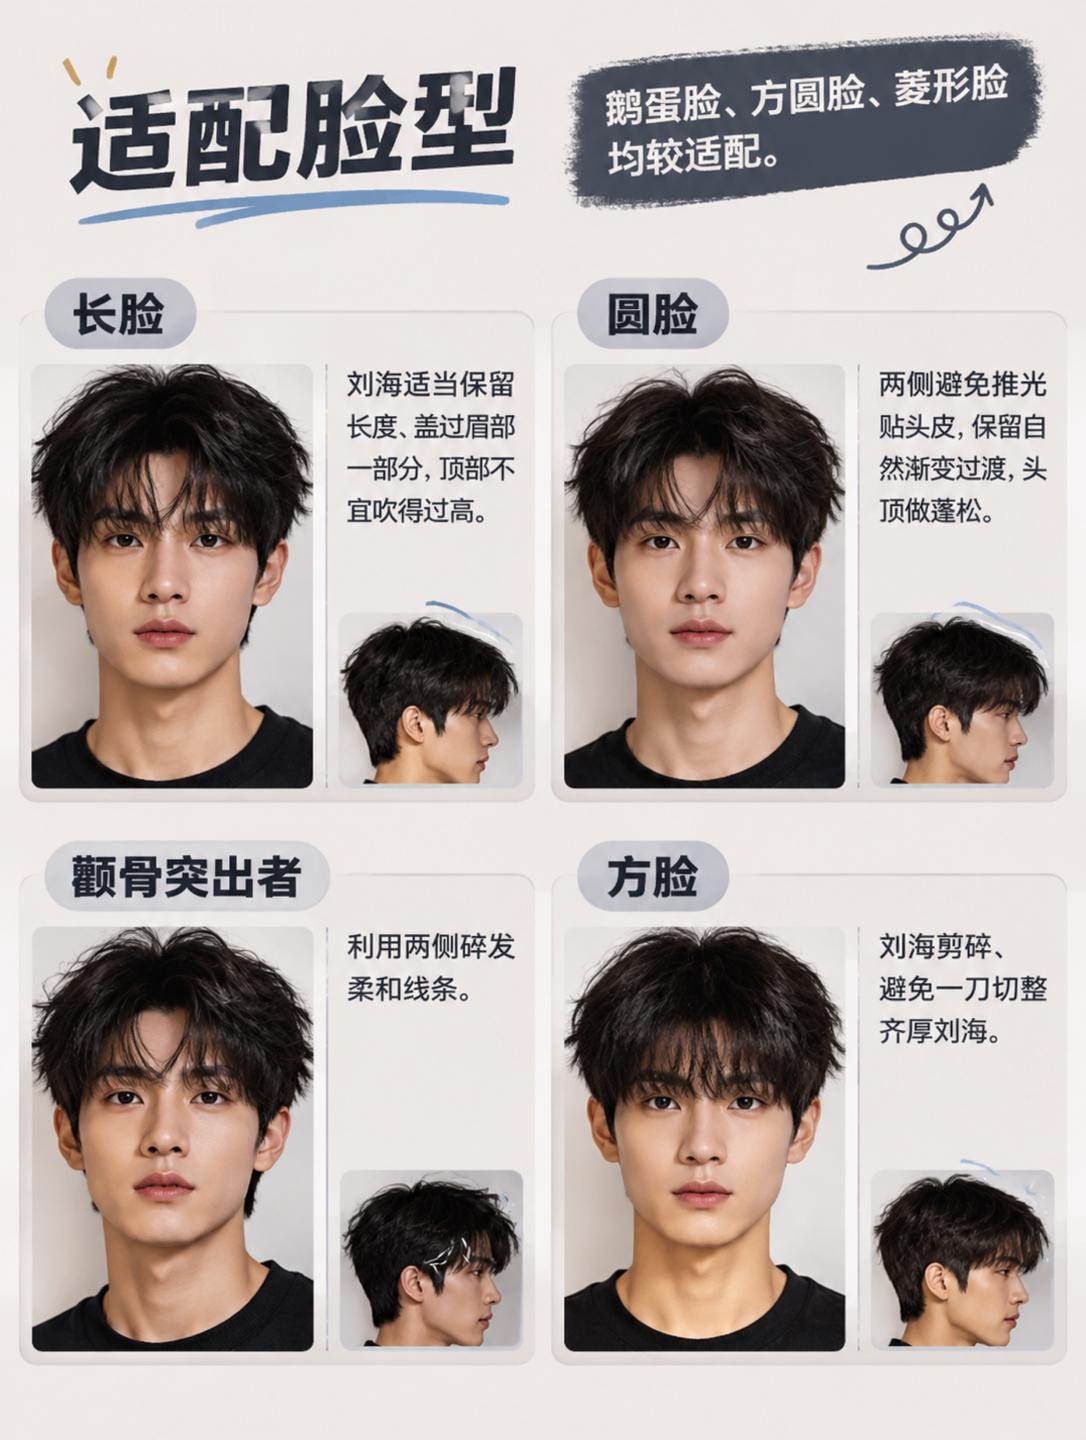 适配脸型
鹅蛋脸、方圆脸、菱形脸
均较适配。
长脸
刘海适当保留
长度、盖过眉部
一部分，顶部不
宜吹得过高。
圆脸
两侧避免推光
贴头皮，保留自
然渐变过渡，头
顶做蓬松。
颧骨突出者
利用两侧碎发
柔和线条。
方脸
刘海剪碎、
避免一刀切整
齐厚刘海。